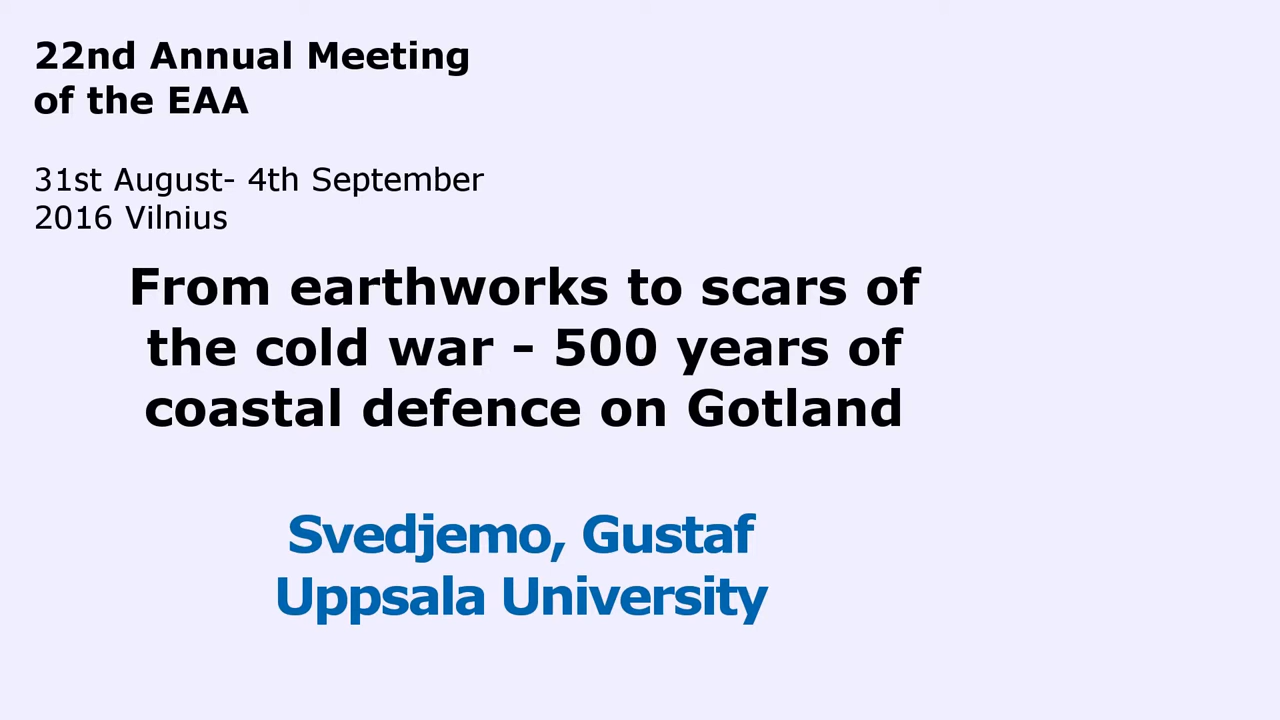 22nd Annual Meeting
of the EAA
31st August- 4th September
2016 Vilnius
From earthworks to scars of
the cold war - 500 years of
coastal defence on Gotland
Svedjemo, Gustaf
Uppsala University